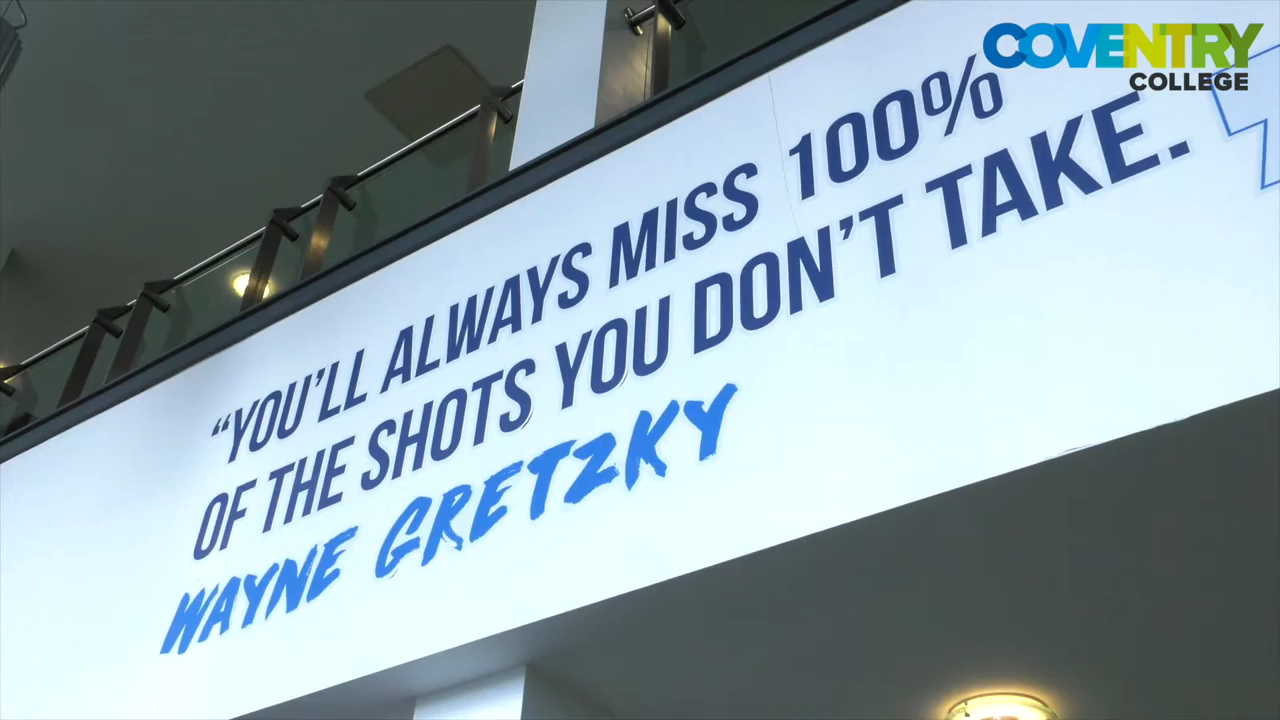 COVENTRY
COLLEGE
“YOU’LL ALWAYS MISS 100%
OF THE SHOTS YOU DON’T TAKE.
WAYNE GRETZKY